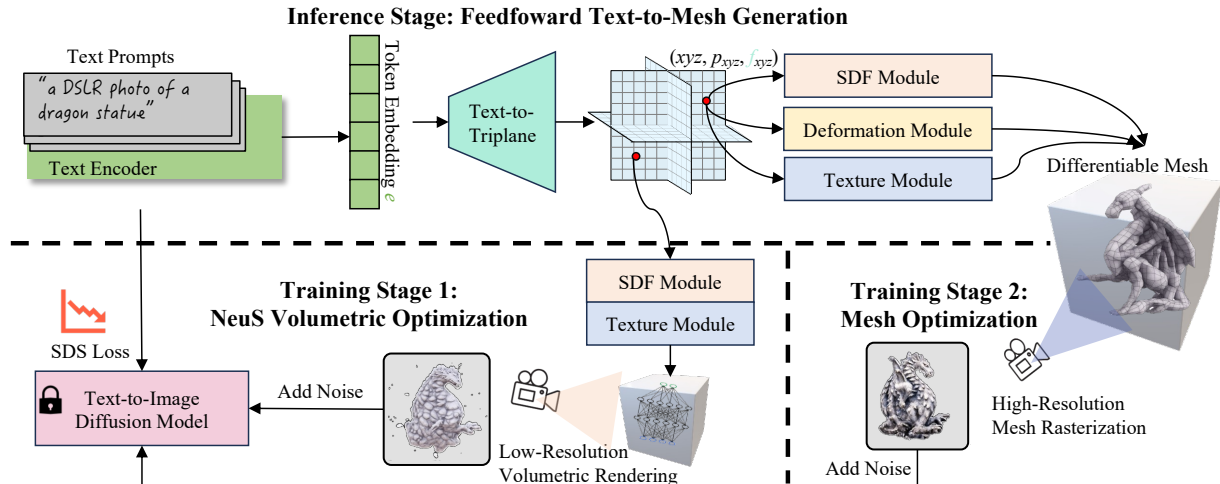 Inference Stage: Feedfoward Text-to-Mesh Generation
Text Prompts
"a DSLR photo of a
dragon statue"
Text Encoder
Token Embedding e
Text-to-
Triplane
(xyz, p_xyz, f_xyz)
SDF Module
Deformation Module
Texture Module
Differentiable Mesh
Training Stage 1:
NeuS Volumetric Optimization
SDS Loss
Text-to-Image
Diffusion Model
Add Noise
SDF Module
Texture Module
Low-Resolution
Volumetric Rendering
Training Stage 2:
Mesh Optimization
High-Resolution
Mesh Rasterization
Add Noise